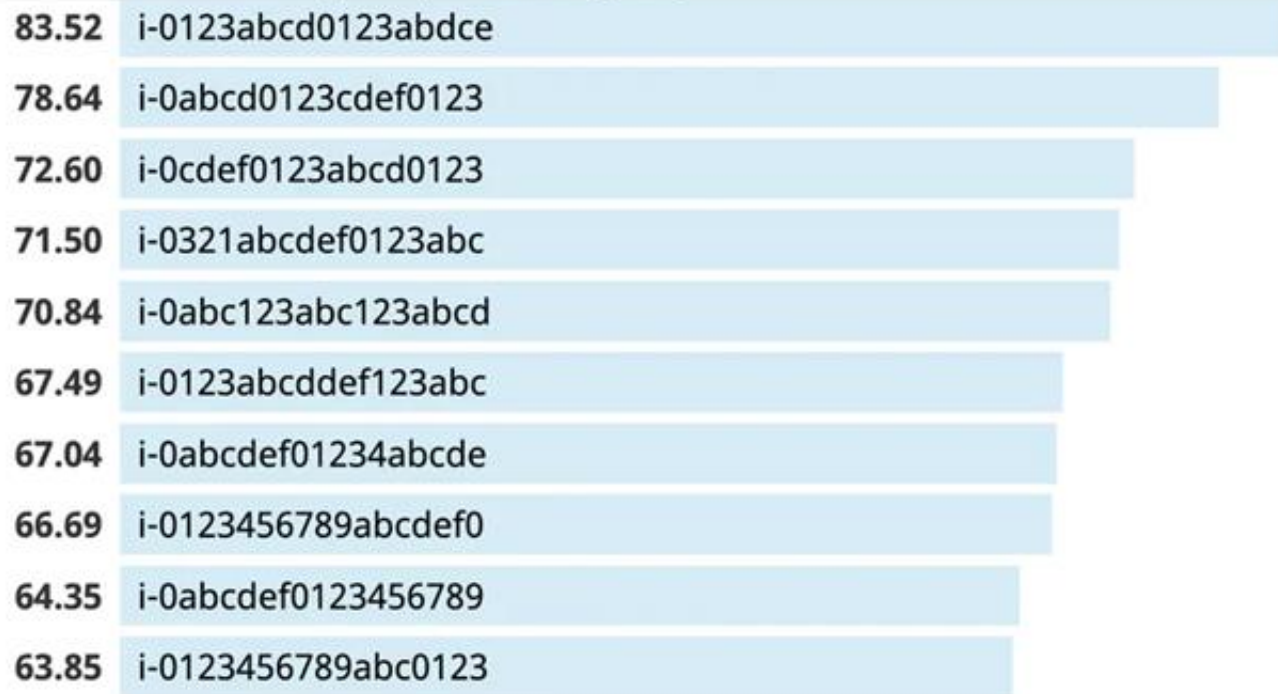 83.52 i-0123abcd0123abdce
78.64 i-0abcd0123cdef0123
72.60 i-0cdef0123abcd0123
71.50 i-0321abcdef0123abc
70.84 i-0abc123abc123abcd
67.49 i-0123abcddef123abc
67.04 i-0abcdef01234abcde
66.69 i-0123456789abcdef0
64.35 i-0abcdef0123456789
63.85 i-0123456789abc0123